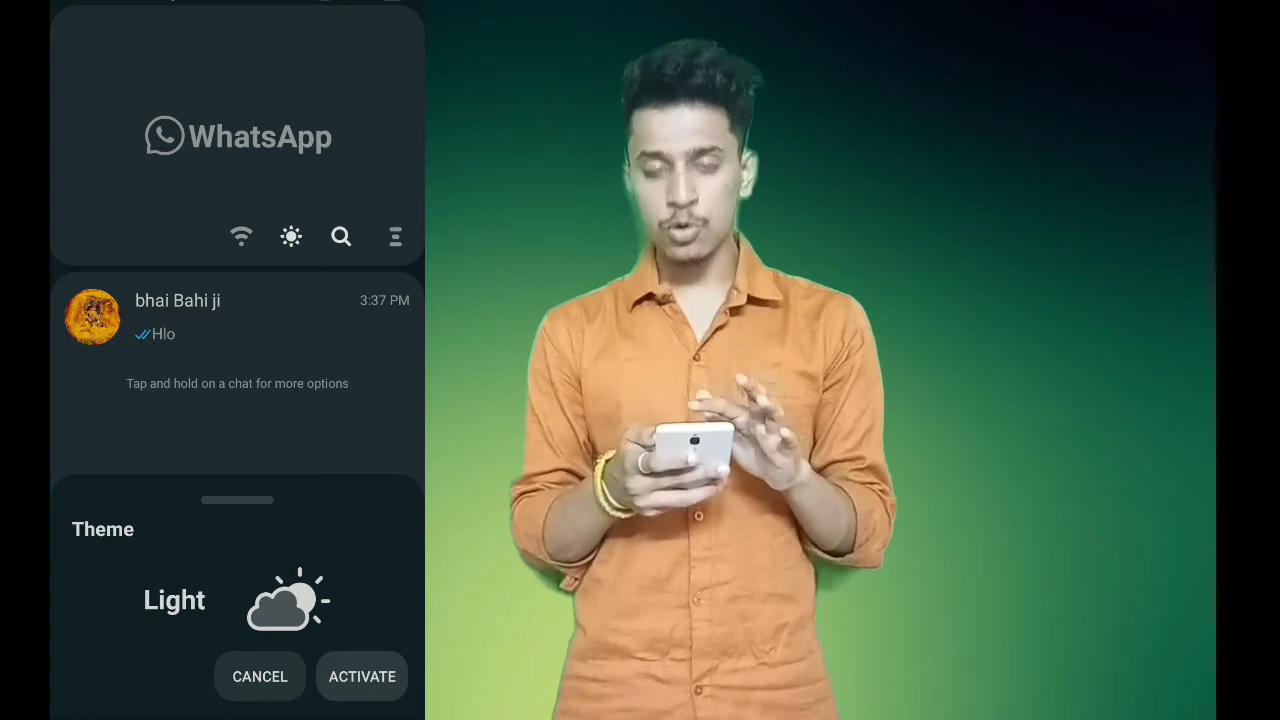 WhatsApp
bhai Bahi ji
3:37 PM
Hlo
Tap and hold on a chat for more options
Theme
Light
CANCEL
ACTIVATE